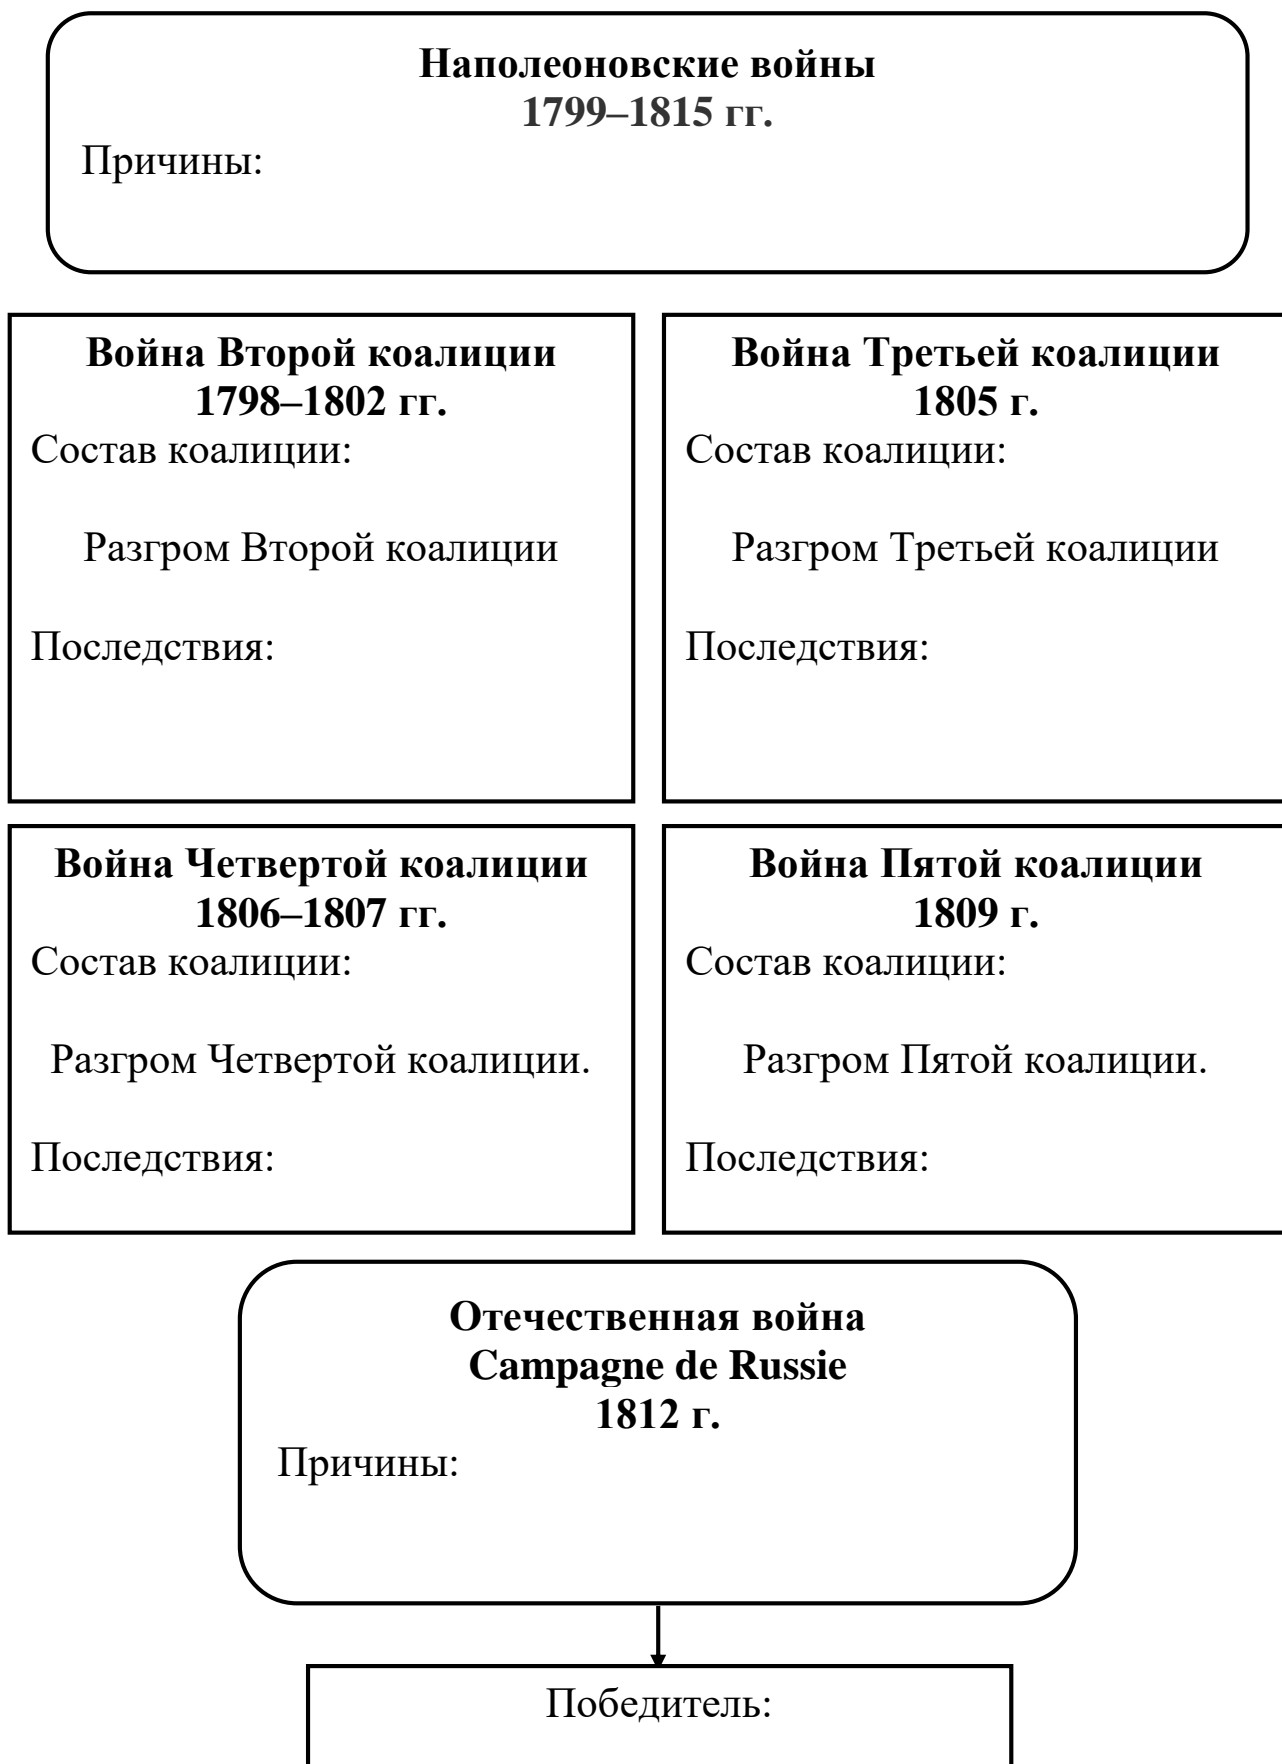 Наполеоновские войны
1799–1815 гг.
Причины:
Война Второй коалиции
1798–1802 гг.
Состав коалиции:
Разгром Второй коалиции
Последствия:
Война Третьей коалиции
1805 г.
Состав коалиции:
Разгром Третьей коалиции
Последствия:
Война Четвертой коалиции
1806–1807 гг.
Состав коалиции:
Разгром Четвертой коалиции.
Последствия:
Война Пятой коалиции
1809 г.
Состав коалиции:
Разгром Пятой коалиции.
Последствия:
Отечественная война
Campagne de Russie
1812 г.
Причины:
Победитель: